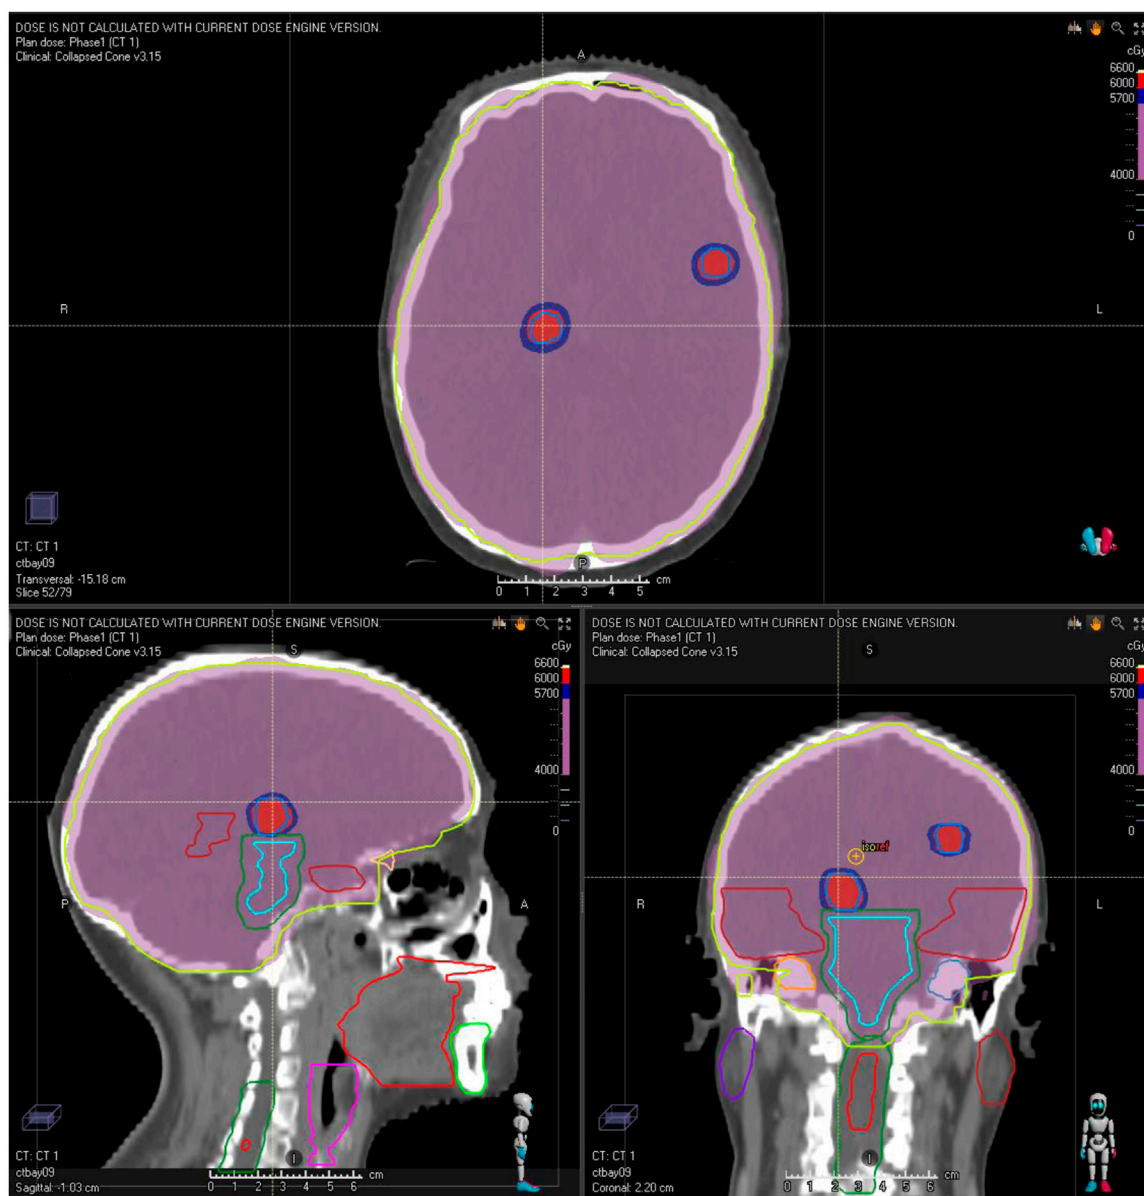 DOSE IS NOT CALCULATED WITH CURRENT DOSE ENGINE VERSION.
Plan dose: Phase1 (CT 1)
Clinical: Collapsed Cone v3.15
A
cGy
6600
6000
5700
4000
0
R
L
CT: CT 1
ctbay09
Transversal: -15.18 cm
Slice 52/79
P
0 1 2 3 4 5 cm
DOSE IS NOT CALCULATED WITH CURRENT DOSE ENGINE VERSION.
Plan dose: Phase1 (CT 1)
Clinical: Collapsed Cone v3.15
S
cGy
6600
6000
5700
4000
0
P
A
CT: CT 1
ctbay09
Sagittal: -1.03 cm
I
0 1 2 3 4 5 6 cm
DOSE IS NOT CALCULATED WITH CURRENT DOSE ENGINE VERSION.
Plan dose: Phase1 (CT 1)
Clinical: Collapsed Cone v3.15
S
cGy
6600
6000
5700
4000
0
isoref
R
L
CT: CT 1
ctbay09
Coronal: 2.20 cm
I
0 1 2 3 4 5 6 cm